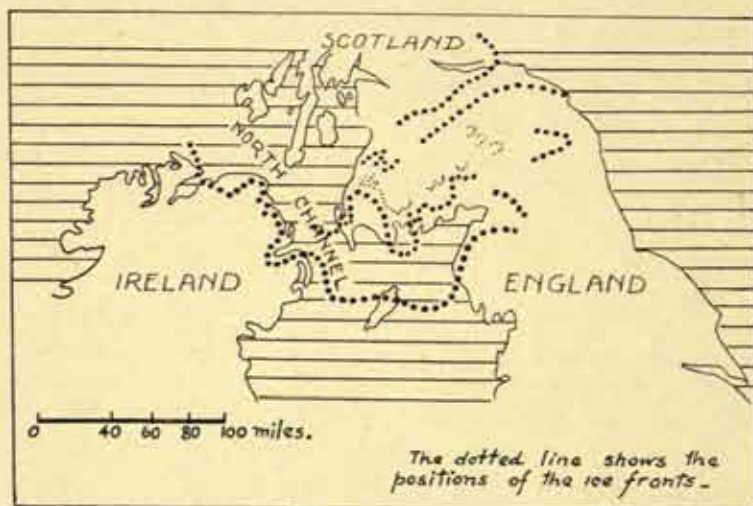 SCOTLAND
NORTH
CHANNEL
IRELAND
ENGLAND
0 40 60 80 100 miles.
The dotted line shows the
positions of the ice fronts_